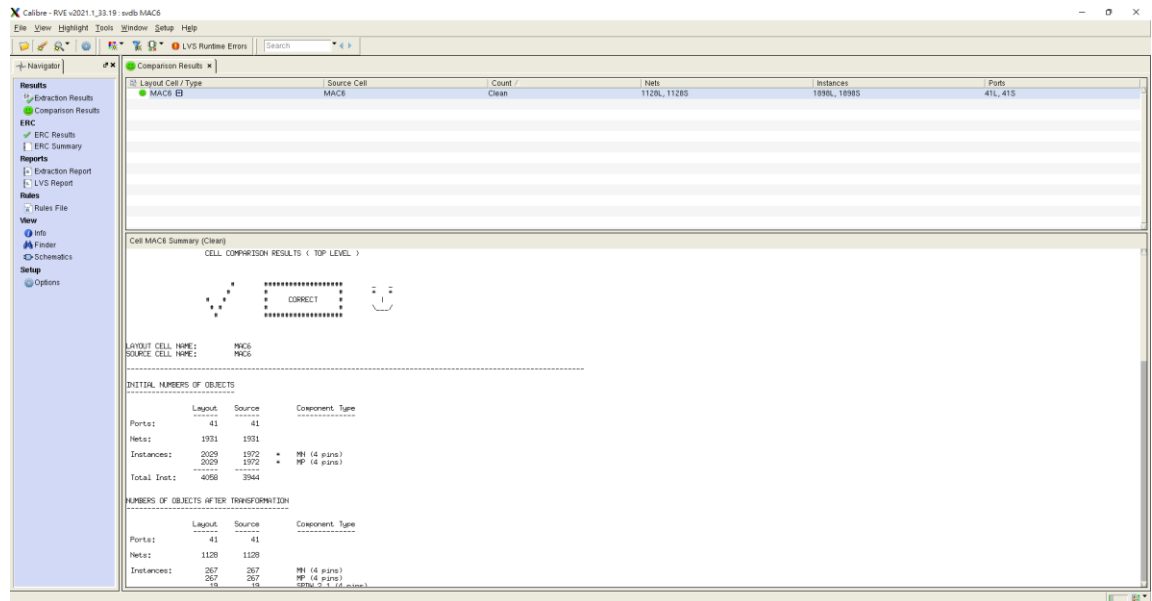 Calibre - RVE v2021.1_33.19 : svdb MAC6
File View Highlight Tools Window Setup Help
LVS Runtime Errors Search
Navigator Comparison Results
Results
Extraction Results
Comparison Results
ERC
ERC Results
ERC Summary
Reports
Extraction Report
LVS Report
Rules
Rules File
View
Info
Finder
Schematics
Setup
Options
Layout Cell / Type Source Cell Count Nets Instances Ports
MAC6 MAC6 Clean 1128L, 1128S 1898L, 1898S 41L, 41S
Cell MAC6 Summary (Clean)
CELL COMPARISON RESULTS ( TOP LEVEL )
CORRECT
LAYOUT CELL NAME: MAC6
SOURCE CELL NAME: MAC6
INITIAL NUMBERS OF OBJECTS
Layout Source Component Type
Ports: 41 41
Nets: 1931 1931
Instances: 2029 1972 * MN (4 pins)
2029 1972 * MP (4 pins)
Total Inst: 4058 3944
NUMBERS OF OBJECTS AFTER TRANSFORMATION
Layout Source Component Type
Ports: 41 41
Nets: 1128 1128
Instances: 267 267 MN (4 pins)
267 267 MP (4 pins)
19 19 (4 pins)